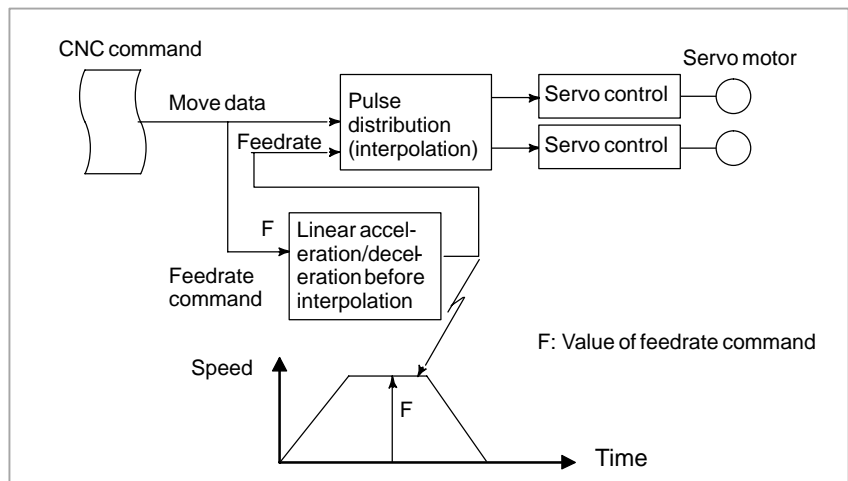 CNC command
Servo motor
Move data
Pulse
distribution
(interpolation)
Servo control
Servo control
Feedrate
F
Linear accel-
eration/decel-
eration before
interpolation
Feedrate
command
F: Value of feedrate command
Speed
F
Time